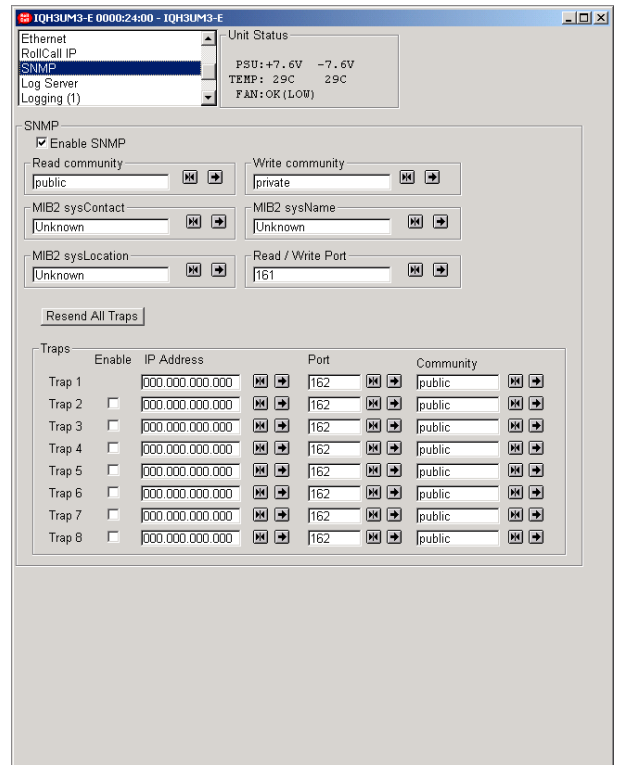 IQH3UM3-E 0000:24:00 - IQH3UM3-E
Ethernet
RollCall IP
SNMP
Log Server
Logging (1)
Unit Status
PSU:+7.6V -7.6V
TEMP: 29C 29C
FAN:OK(LOW)
SNMP
Enable SNMP
Read community
public
Write community
private
MIB2 sysContact
Unknown
MIB2 sysName
Unknown
MIB2 sysLocation
Unknown
Read / Write Port
161
Resend All Traps
Traps
Enable IP Address Port Community
Trap 1 000.000.000.000 162 public
Trap 2 000.000.000.000 162 public
Trap 3 000.000.000.000 162 public
Trap 4 000.000.000.000 162 public
Trap 5 000.000.000.000 162 public
Trap 6 000.000.000.000 162 public
Trap 7 000.000.000.000 162 public
Trap 8 000.000.000.000 162 public